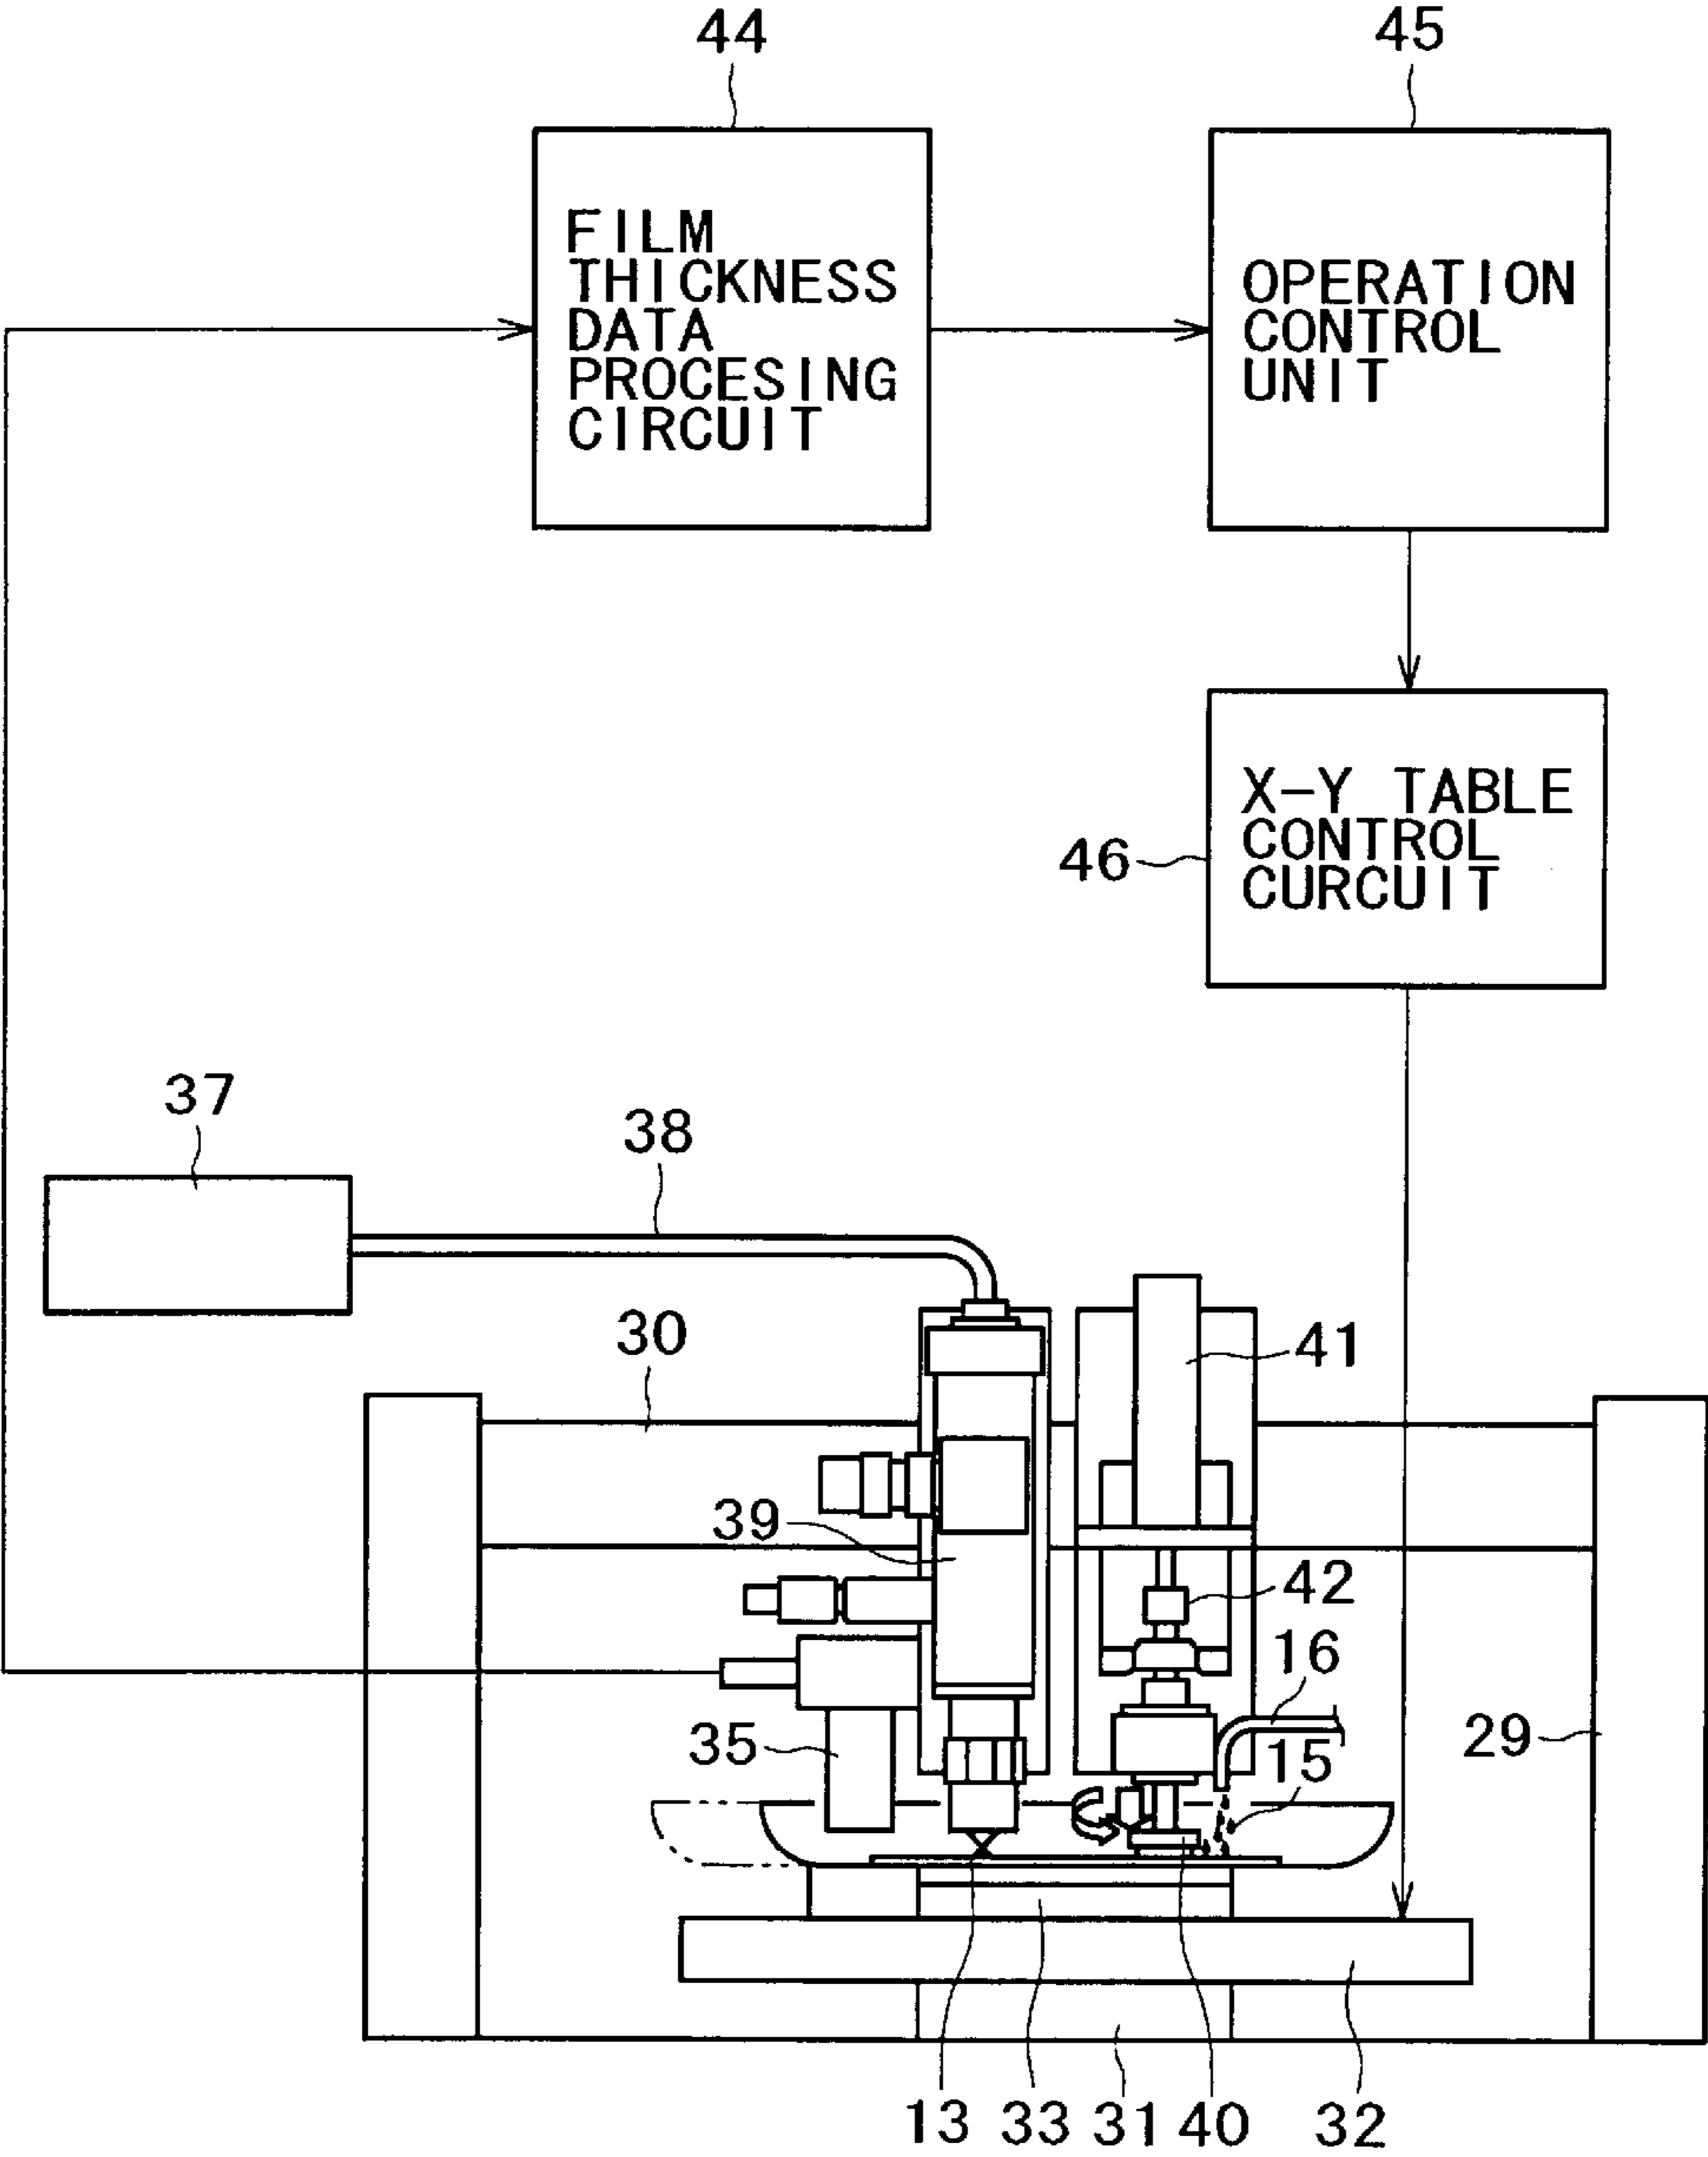 44
45
FILM
THICKNESS
DATA
PROCESING
CIRCUIT
OPERATION
CONTROL
UNIT
X-Y TABLE
CONTROL
CURCUIT
46
37
38
30
41
39
42
16
35
15
29
13 33 31 40 32